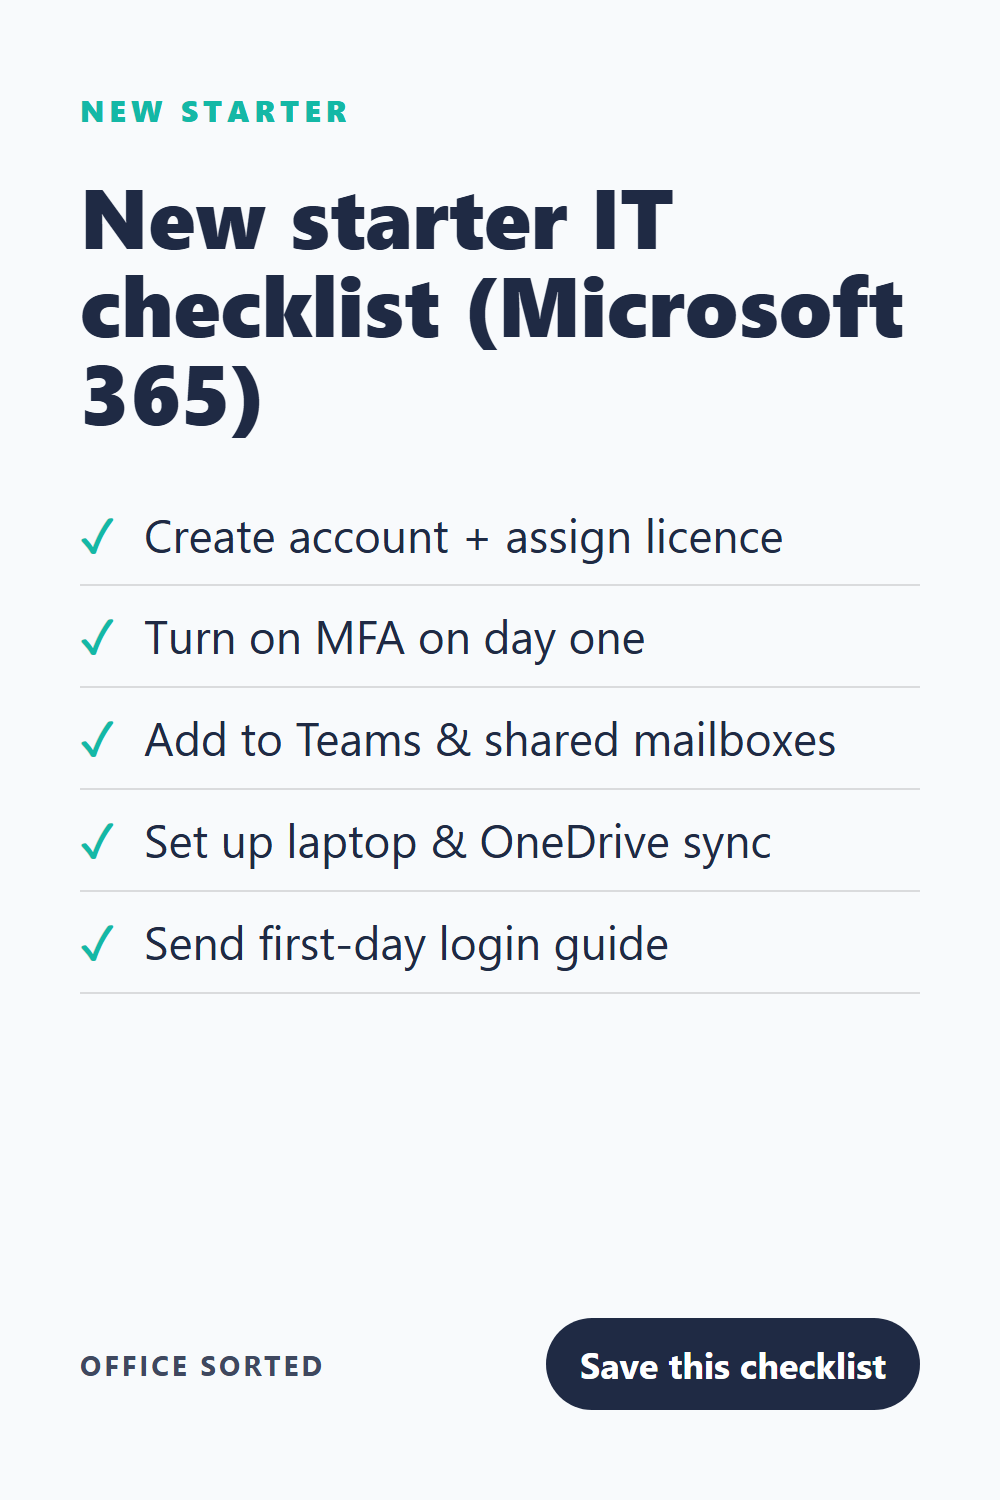 NEW STARTER
New starter IT
checklist (Microsoft
365)
✓ Create account + assign licence
✓ Turn on MFA on day one
✓ Add to Teams & shared mailboxes
✓ Set up laptop & OneDrive sync
✓ Send first-day login guide
OFFICE SORTED
Save this checklist